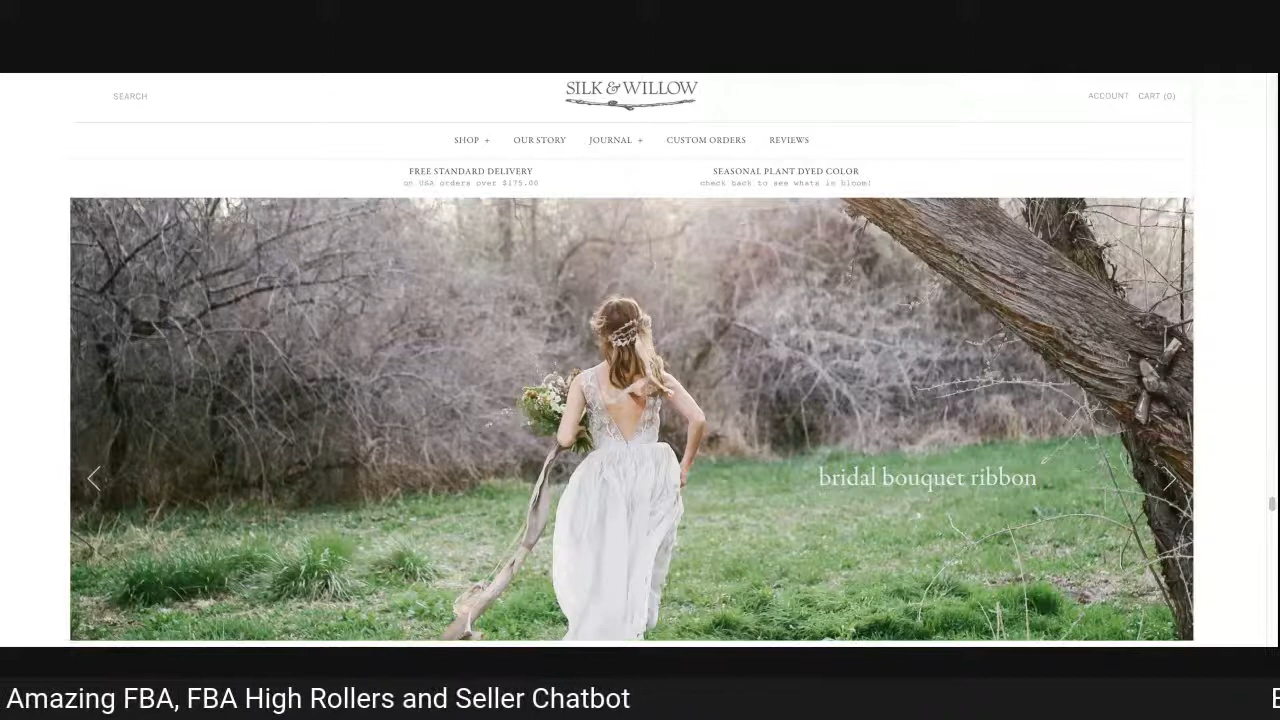 SEARCH
SILK & WILLOW
ACCOUNT CART (0)
SHOP + OUR STORY JOURNAL + CUSTOM ORDERS REVIEWS
FREE STANDARD DELIVERY
on USA orders over $175.00
SEASONAL PLANT DYED COLOR
check back to see whats in bloom!
bridal bouquet ribbon
Amazing FBA, FBA High Rollers and Seller Chatbot